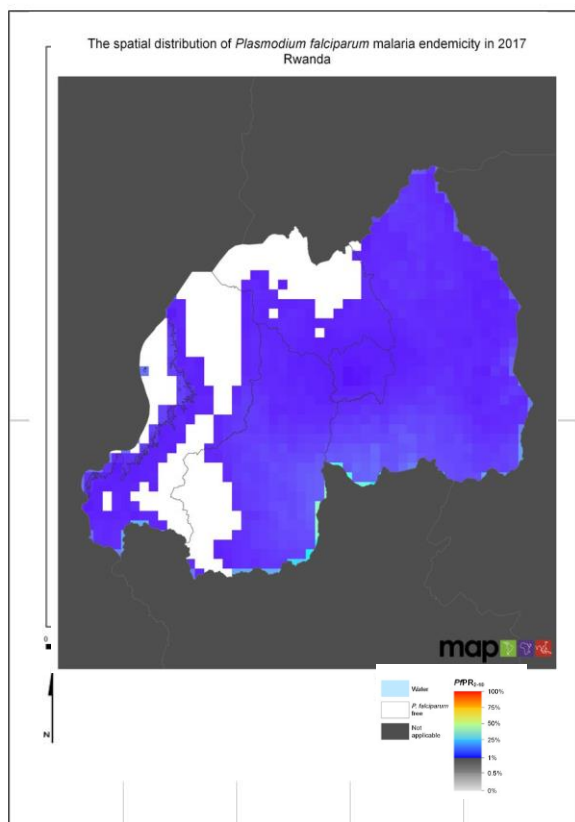 The spatial distribution of Plasmodium falciparum malaria endemicity in 2017
Rwanda
0
map
N
Water
P. falciparum
free
Not
applicable
PfPR2-10
100%
75%
50%
25%
1%
0.5%
0%